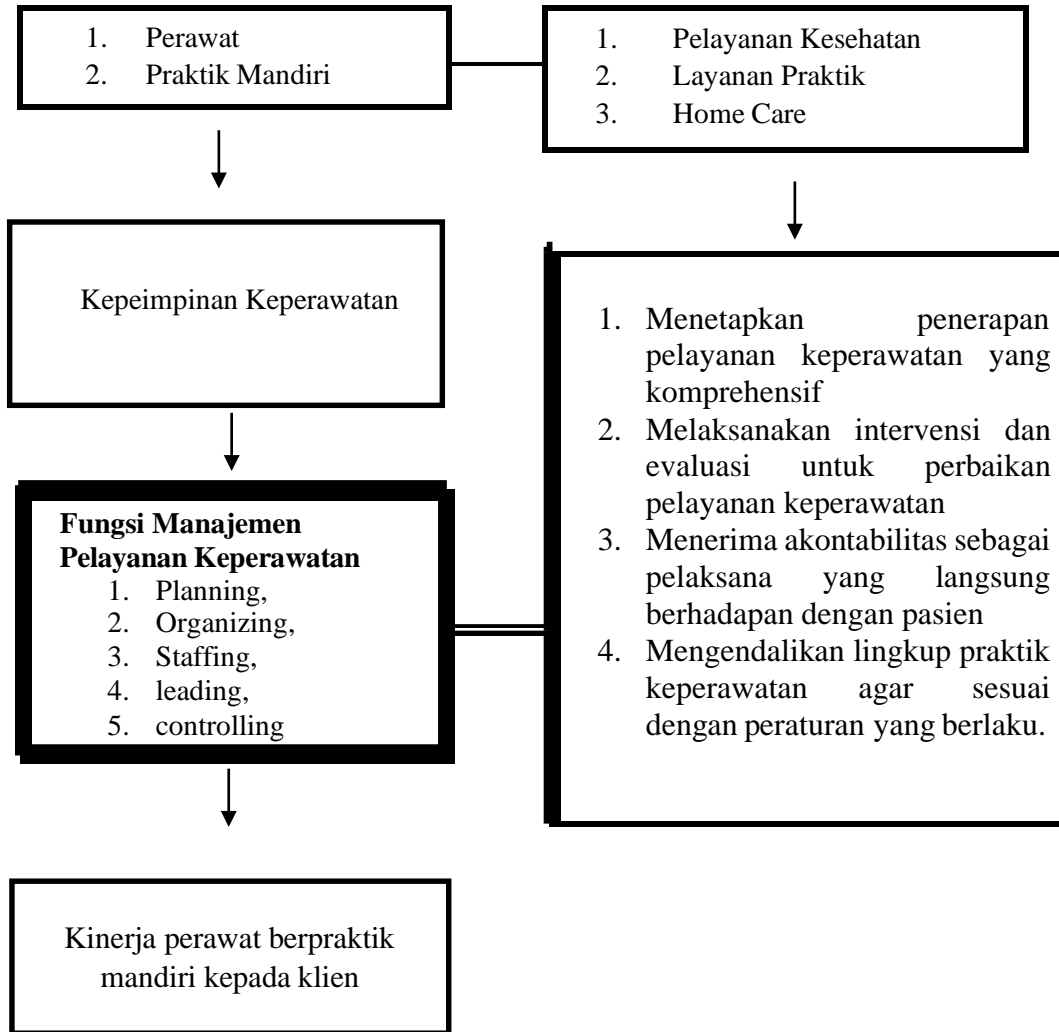 1. Perawat
2. Praktik Mandiri
1. Pelayanan Kesehatan
2. Layanan Praktik
3. Home Care
Kepeimpinan Keperawatan
Fungsi Manajemen
Pelayanan Keperawatan
1. Planning,
2. Organizing,
3. Staffing,
4. leading,
5. controlling
1. Menetapkan penerapan
pelayanan keperawatan yang
komprehensif
2. Melaksanakan intervensi dan
evaluasi untuk perbaikan
pelayanan keperawatan
3. Menerima akontabilitas sebagai
pelaksana yang langsung
berhadapan dengan pasien
4. Mengendalikan lingkup praktik
keperawatan agar sesuai
dengan peraturan yang berlaku.
Kinerja perawat berpraktik
mandiri kepada klien